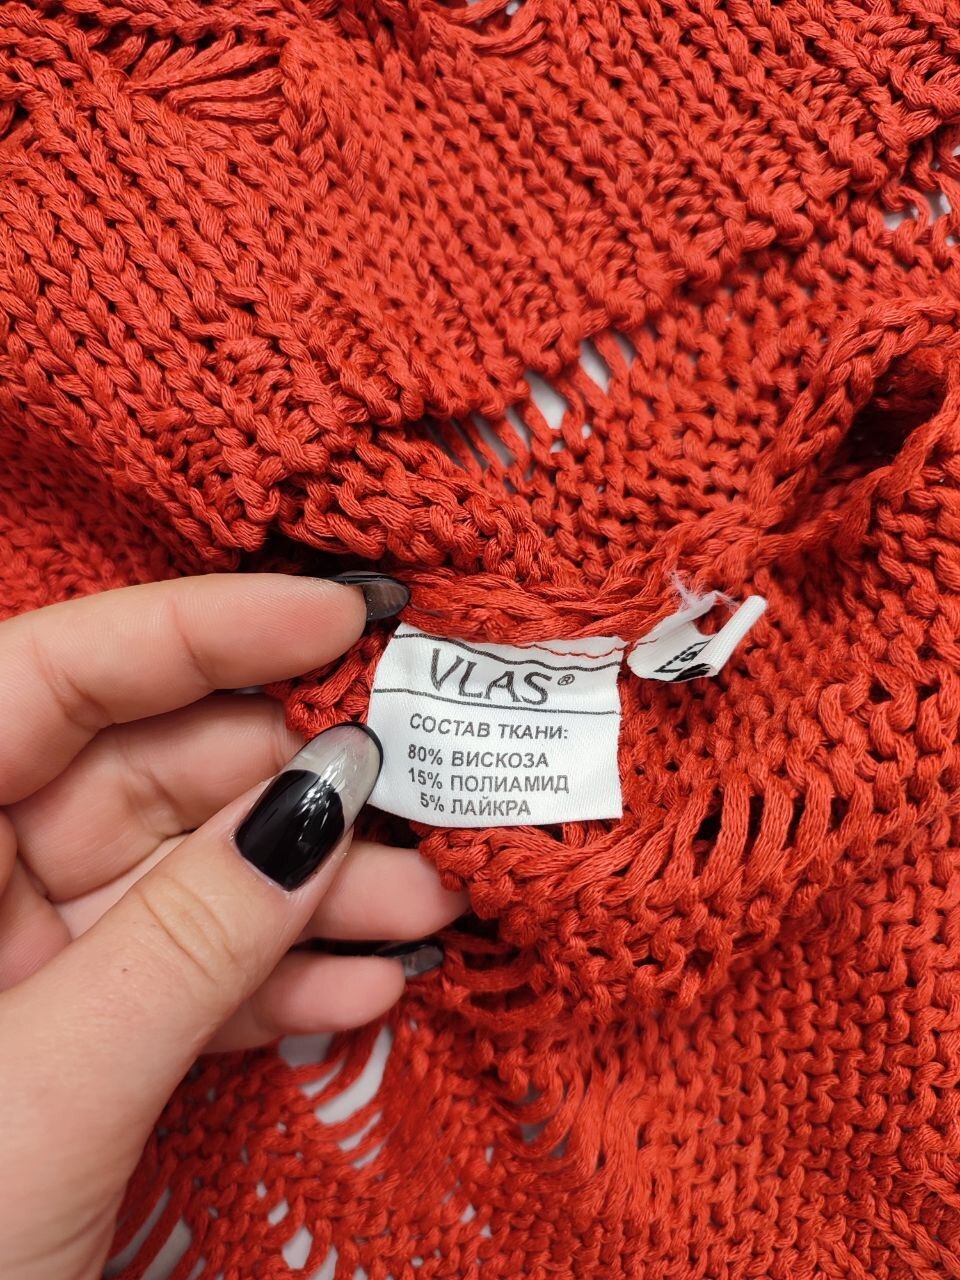 VLAS®
СОСТАВ ТКАНИ:
80% ВИСКОЗА
15% ПОЛИАМИД
5% ЛАЙКРА